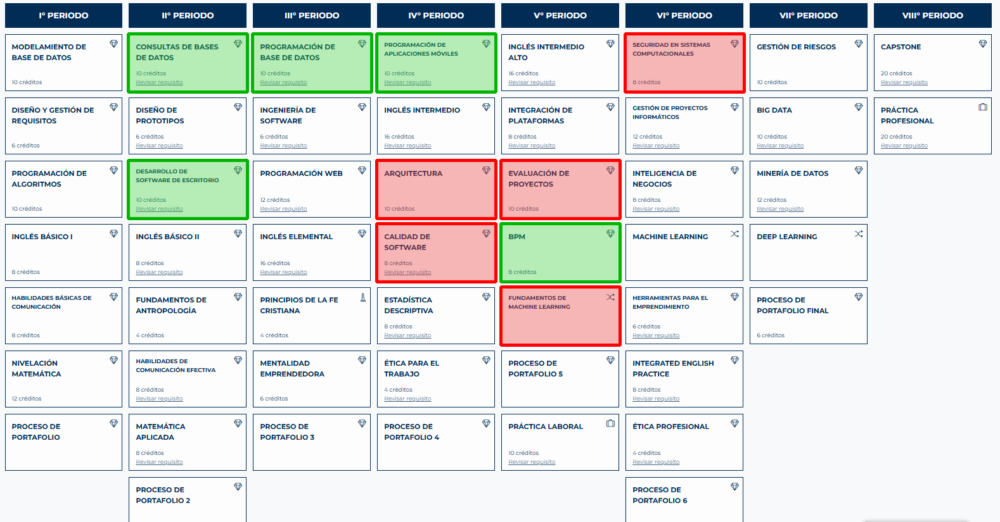 I° PERIODO
MODELAMIENTO DE
BASE DE DATOS
10 créditos
DISEÑO Y GESTIÓN DE
REQUISITOS
6 créditos
PROGRAMACIÓN DE
ALGORITMOS
10 créditos
INGLÉS BÁSICO I
8 créditos
HABILIDADES BÁSICAS DE
COMUNICACIÓN
8 créditos
NIVELACIÓN
MATEMÁTICA
12 créditos
PROCESO DE
PORTAFOLIO
II° PERIODO
CONSULTAS DE BASES
DE DATOS
10 créditos
Revisar requisito
DISEÑO DE
PROTOTIPOS
6 créditos
Revisar requisito
DESARROLLO DE
SOFTWARE DE ESCRITORIO
10 créditos
Revisar requisito
INGLÉS BÁSICO II
8 créditos
Revisar requisito
FUNDAMENTOS DE
ANTROPOLOGÍA
4 créditos
HABILIDADES DE
COMUNICACIÓN EFECTIVA
8 créditos
Revisar requisito
MATEMÁTICA
APLICADA
8 créditos
Revisar requisito
PROCESO DE
PORTAFOLIO 2
III° PERIODO
PROGRAMACIÓN DE
BASE DE DATOS
10 créditos
Revisar requisito
INGENIERÍA DE
SOFTWARE
6 créditos
Revisar requisito
PROGRAMACIÓN WEB
12 créditos
Revisar requisito
INGLÉS ELEMENTAL
16 créditos
Revisar requisito
PRINCIPIOS DE LA FE
CRISTIANA
4 créditos
MENTALIDAD
EMPRENDEDORA
6 créditos
PROCESO DE
PORTAFOLIO 3
IV° PERIODO
PROGRAMACIÓN DE
APLICACIONES MÓVILES
10 créditos
Revisar requisito
INGLÉS INTERMEDIO
16 créditos
Revisar requisito
ARQUITECTURA
10 créditos
CALIDAD DE
SOFTWARE
8 créditos
Revisar requisito
ESTADÍSTICA
DESCRIPTIVA
8 créditos
Revisar requisito
ÉTICA PARA EL
TRABAJO
4 créditos
Revisar requisito
PROCESO DE
PORTAFOLIO 4
V° PERIODO
INGLÉS INTERMEDIO
ALTO
16 créditos
Revisar requisito
INTEGRACIÓN DE
PLATAFORMAS
8 créditos
Revisar requisito
EVALUACIÓN DE
PROYECTOS
10 créditos
BPM
8 créditos
FUNDAMENTOS DE
MACHINE LEARNING
PROCESO DE
PORTAFOLIO 5
PRÁCTICA LABORAL
10 créditos
Revisar requisito
VI° PERIODO
SEGURIDAD EN SISTEMAS
COMPUTACIONALES
8 créditos
GESTIÓN DE PROYECTOS
INFORMÁTICOS
12 créditos
Revisar requisito
INTELIGENCIA DE
NEGOCIOS
8 créditos
Revisar requisito
MACHINE LEARNING
HERRAMIENTAS PARA EL
EMPRENDIMIENTO
6 créditos
Revisar requisito
INTEGRATED ENGLISH
PRACTICE
8 créditos
Revisar requisito
ÉTICA PROFESIONAL
4 créditos
Revisar requisito
PROCESO DE
PORTAFOLIO 6
VII° PERIODO
GESTIÓN DE RIESGOS
10 créditos
BIG DATA
10 créditos
Revisar requisito
MINERÍA DE DATOS
12 créditos
Revisar requisito
DEEP LEARNING
PROCESO DE
PORTAFOLIO FINAL
6 créditos
VIII° PERIODO
CAPSTONE
20 créditos
Revisar requisito
PRÁCTICA
PROFESIONAL
20 créditos
Revisar requisito